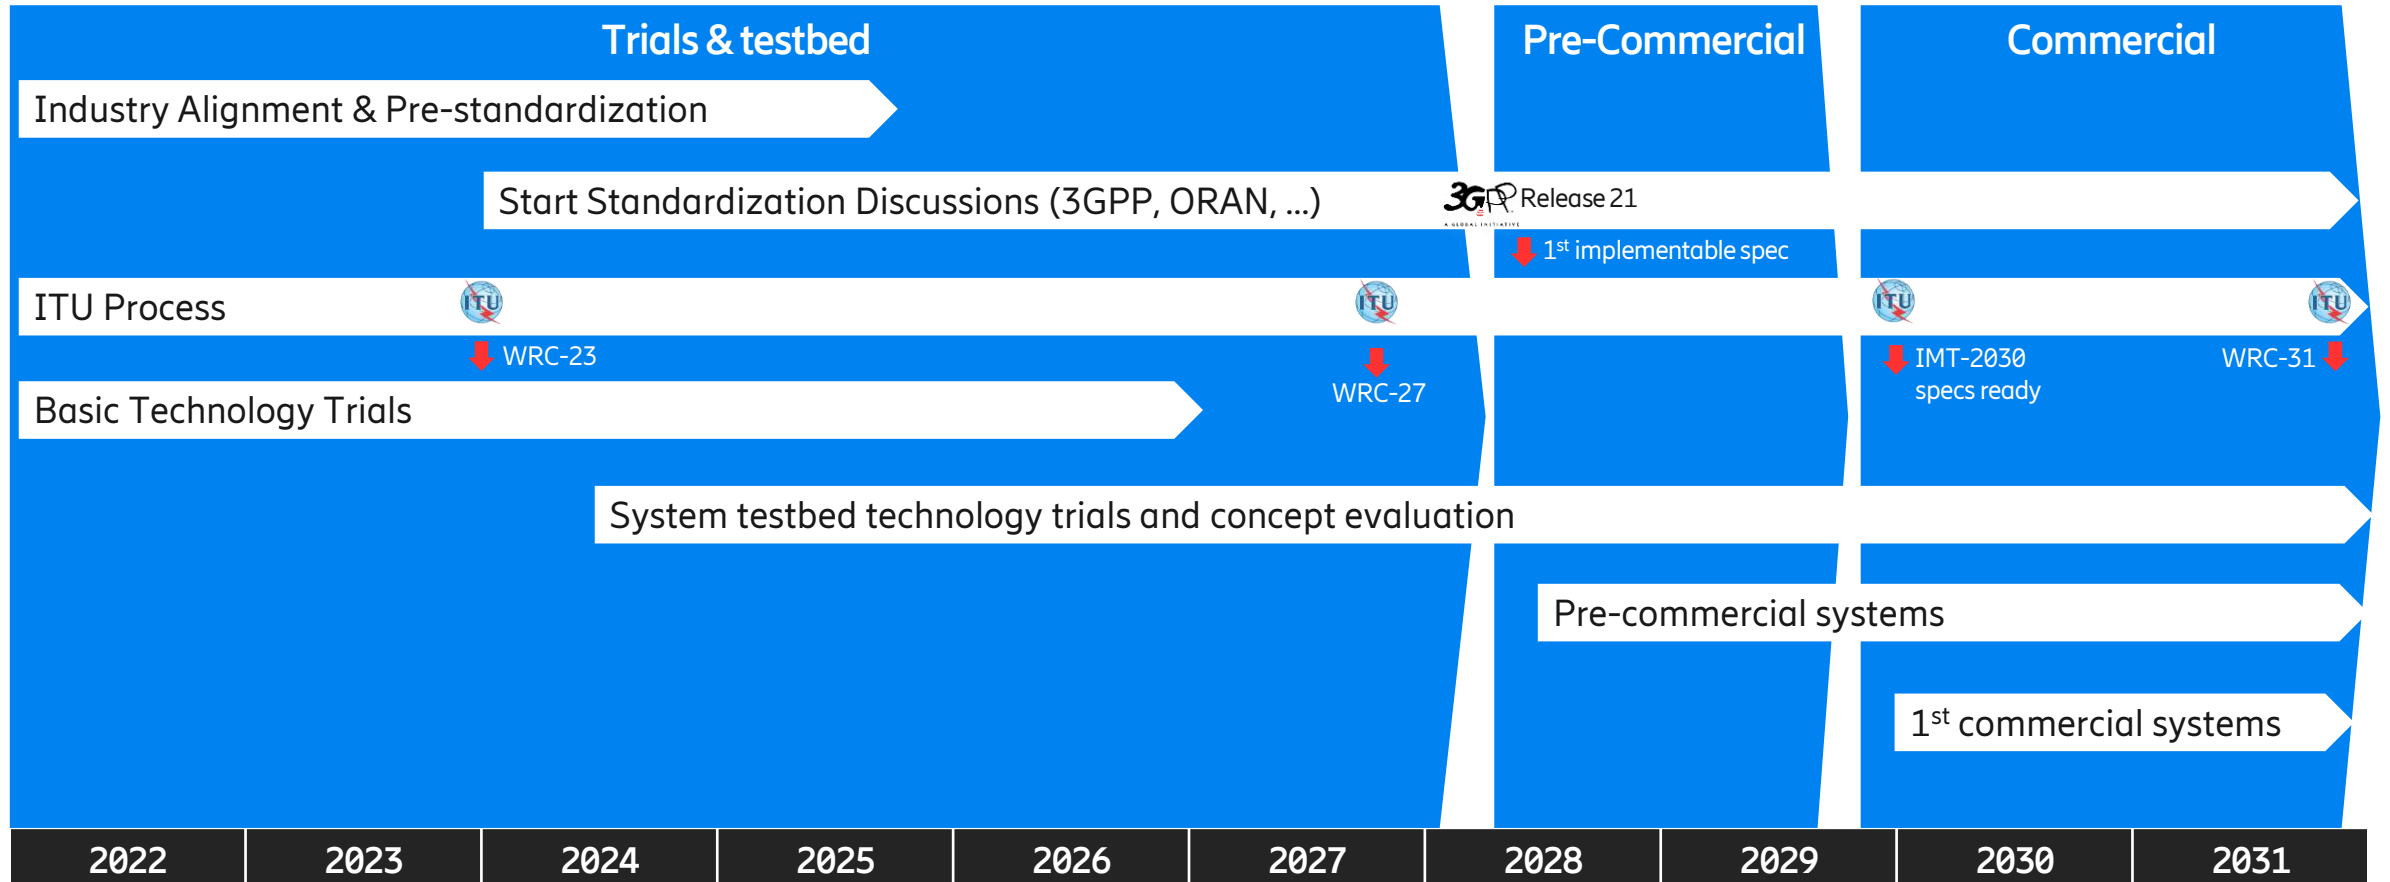 Trials & testbed
Pre-Commercial
Commercial
Industry Alignment & Pre-standardization
Start Standardization Discussions (3GPP, ORAN, ...)
3GPP
A GLOBAL INITIATIVE
Release 21
1st implementable spec
ITU Process
ITU
ITU
ITU
ITU
WRC-23
WRC-27
IMT-2030
specs ready
WRC-31
Basic Technology Trials
System testbed technology trials and concept evaluation
Pre-commercial systems
1st commercial systems
2022
2023
2024
2025
2026
2027
2028
2029
2030
2031